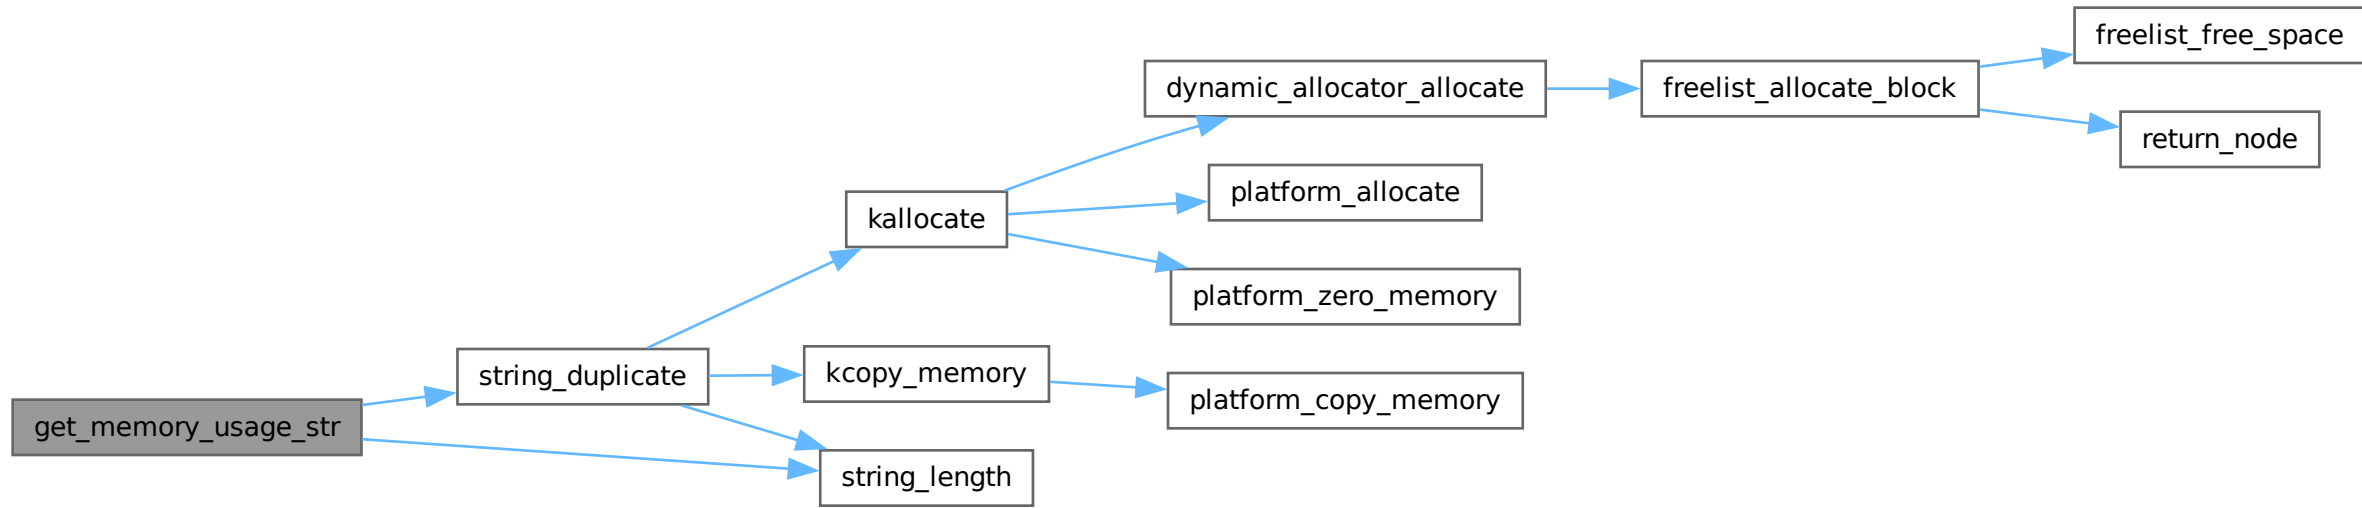 get_memory_usage_str
string_duplicate
kallocate
dynamic_allocator_allocate
freelist_allocate_block
freelist_free_space
return_node
platform_allocate
platform_zero_memory
kcopy_memory
platform_copy_memory
string_length